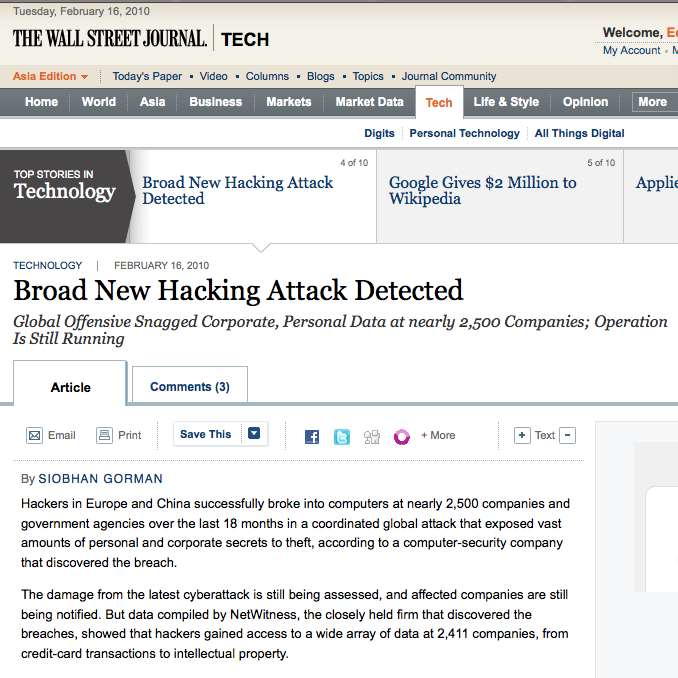 Tuesday, February 16, 2010
THE WALL STREET JOURNAL. TECH
Welcome,
My Account
Asia Edition Today's Paper • Video • Columns • Blogs • Topics • Journal Community
Home World Asia Business Markets Market Data Tech Life & Style Opinion More
Digits Personal Technology All Things Digital
TOP STORIES IN
Technology
4 of 10
Broad New Hacking Attack
Detected
5 of 10
Google Gives $2 Million to
Wikipedia
TECHNOLOGY | FEBRUARY 16, 2010
Broad New Hacking Attack Detected
Global Offensive Snagged Corporate, Personal Data at nearly 2,500 Companies; Operation
Is Still Running
Article Comments (3)
Email Print Save This + More + Text −
By SIOBHAN GORMAN
Hackers in Europe and China successfully broke into computers at nearly 2,500 companies and
government agencies over the last 18 months in a coordinated global attack that exposed vast
amounts of personal and corporate secrets to theft, according to a computer-security company
that discovered the breach.
The damage from the latest cyberattack is still being assessed, and affected companies are still
being notified. But data compiled by NetWitness, the closely held firm that discovered the
breaches, showed that hackers gained access to a wide array of data at 2,411 companies, from
credit-card transactions to intellectual property.